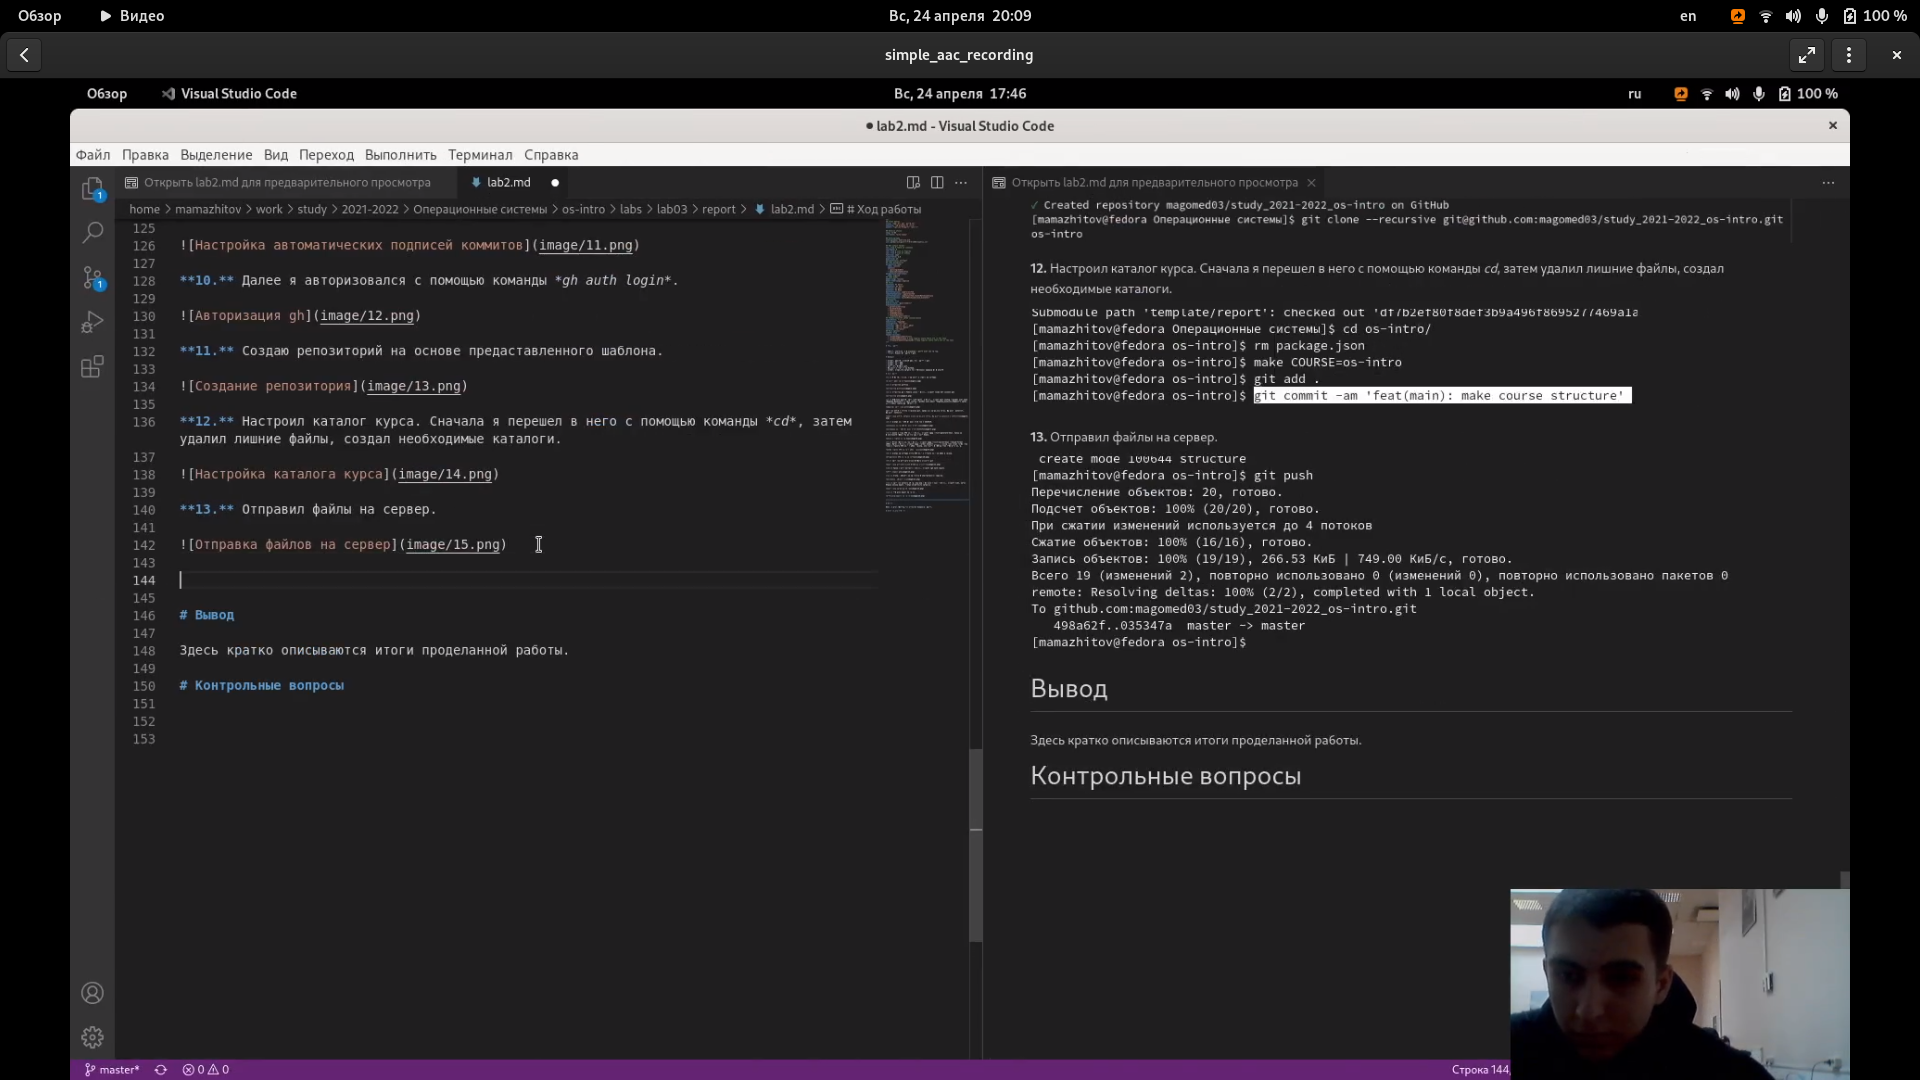 Обзор
Видео
Вс, 24 апреля 20:09
en
100 %
simple_aac_recording
Обзор
Visual Studio Code
Вс, 24 апреля 17:46
ru
100 %
● lab2.md - Visual Studio Code
Файл Правка Выделение Вид Переход Выполнить Терминал Справка
Открыть lab2.md для предварительного просмотра
lab2.md
home > mamazhitov > work > study > 2021-2022 > Операционные системы > os-intro > labs > lab03 > report > lab2.md > # Ход работы
125
126 ![Настройка автоматических подписей коммитов](image/11.png)
127
128 **10.** Далее я авторизовался с помощью команды *gh auth login*.
129
130 ![Авторизация gh](image/12.png)
131
132 **11.** Создаю репозиторий на основе предаставленного шаблона.
133
134 ![Создание репозитория](image/13.png)
135
136 **12.** Настроил каталог курса. Сначала я перешел в него с помощью команды *cd*, затем
удалил лишние файлы, создал необходимые каталоги.
137
138 ![Настройка каталога курса](image/14.png)
139
140 **13.** Отправил файлы на сервер.
141
142 ![Отправка файлов на сервер](image/15.png)
143
144
145
146 # Вывод
147
148 Здесь кратко описываются итоги проделанной работы.
149
150 # Контрольные вопросы
151
152
153
Открыть lab2.md для предварительного просмотра
✓ Created repository magomed03/study_2021-2022_os-intro on GitHub
[mamazhitov@fedora Операционные системы]$ git clone --recursive git@github.com:magomed03/study_2021-2022_os-intro.git
os-intro
12. Настроил каталог курса. Сначала я перешел в него с помощью команды cd, затем удалил лишние файлы, создал
необходимые каталоги.
Submodule path 'template/report': checked out 'df7b2ef80f8def3b9a496f8695277469a1a
[mamazhitov@fedora Операционные системы]$ cd os-intro/
[mamazhitov@fedora os-intro]$ rm package.json
[mamazhitov@fedora os-intro]$ make COURSE=os-intro
[mamazhitov@fedora os-intro]$ git add .
[mamazhitov@fedora os-intro]$ git commit -am 'feat(main): make course structure'
13. Отправил файлы на сервер.
create mode 100644 structure
[mamazhitov@fedora os-intro]$ git push
Перечисление объектов: 20, готово.
Подсчет объектов: 100% (20/20), готово.
При сжатии изменений используется до 4 потоков
Сжатие объектов: 100% (16/16), готово.
Запись объектов: 100% (19/19), 266.53 КиБ | 749.00 КиБ/с, готово.
Всего 19 (изменений 2), повторно использовано 0 (изменений 0), повторно использовано пакетов 0
remote: Resolving deltas: 100% (2/2), completed with 1 local object.
To github.com:magomed03/study_2021-2022_os-intro.git
498a62f..035347a master -> master
[mamazhitov@fedora os-intro]$
Вывод
Здесь кратко описываются итоги проделанной работы.
Контрольные вопросы
1
1
master*
0 0
Строка 144,